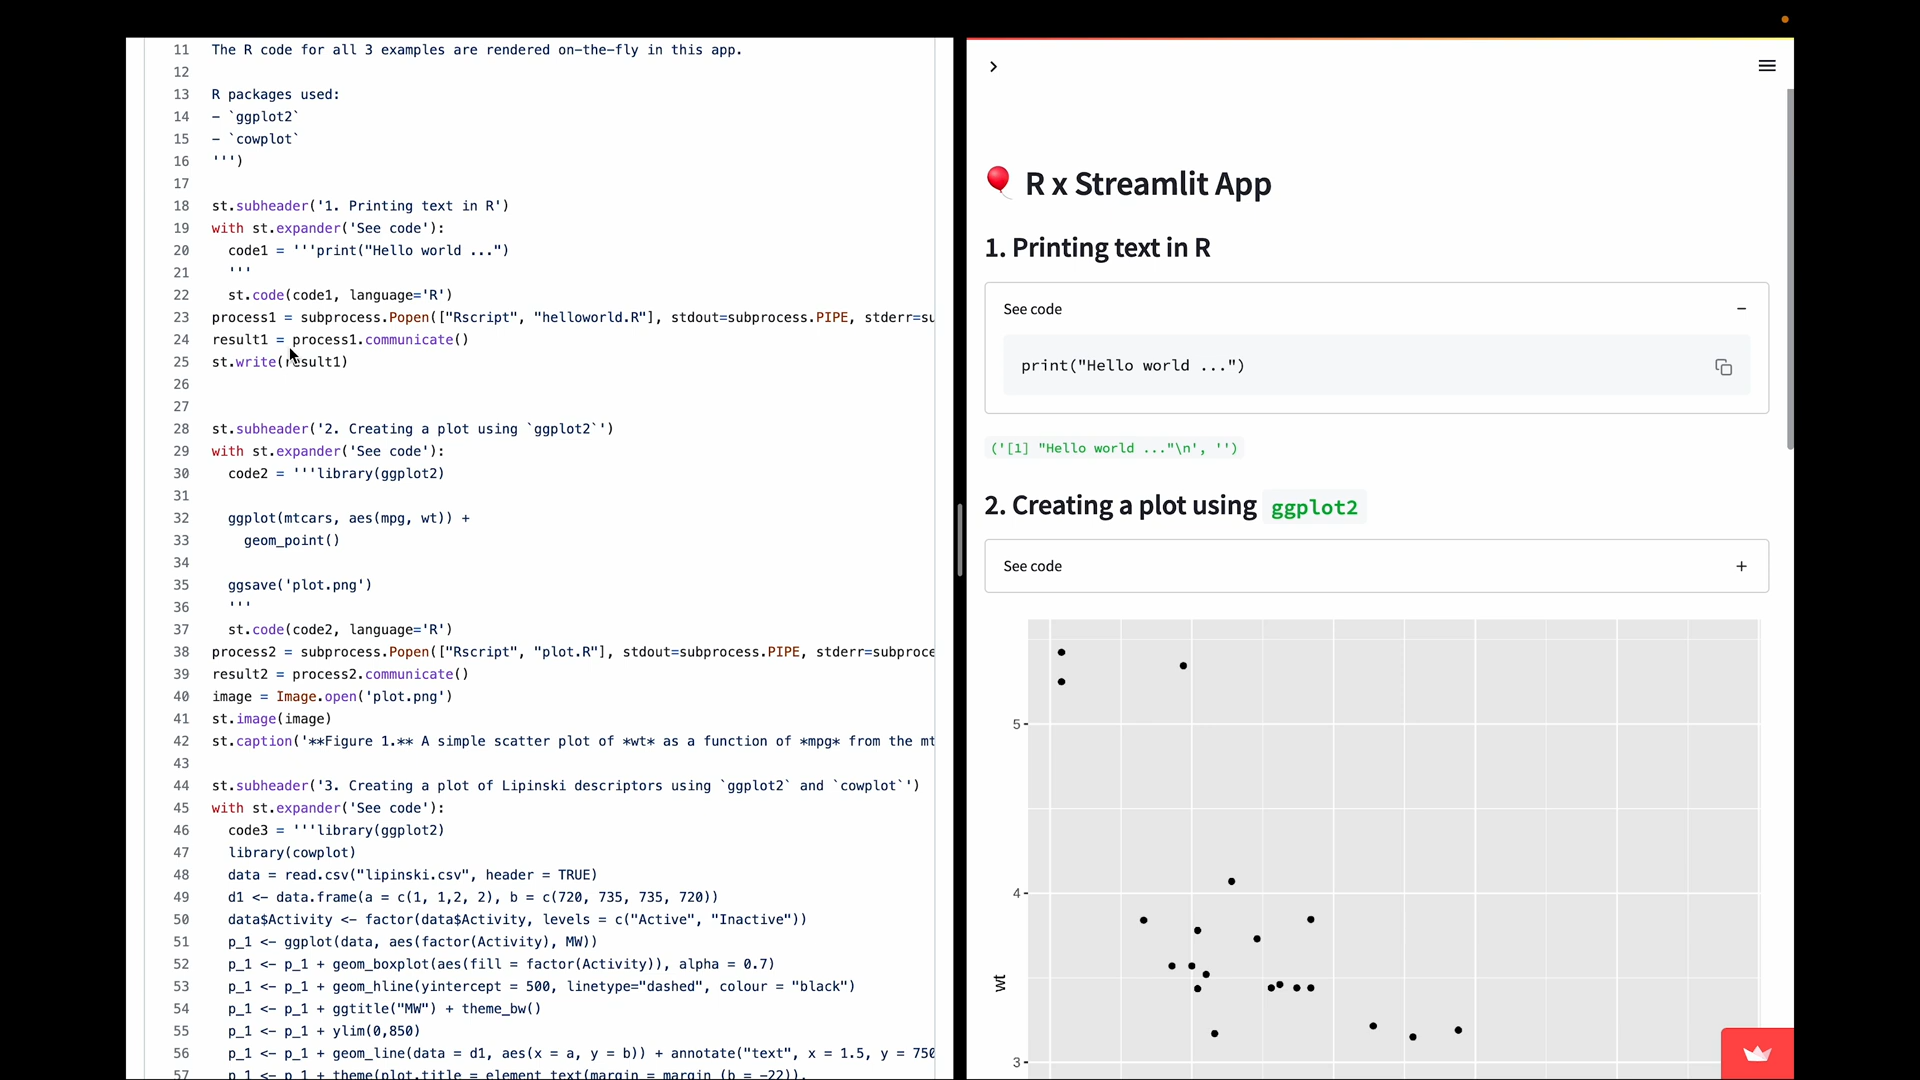 11 The R code for all 3 examples are rendered on-the-fly in this app.
12
13 R packages used:
14 - `ggplot2`
15 - `cowplot`
16 ''')
17
18 st.subheader('1. Printing text in R')
19 with st.expander('See code'):
20 code1 = '''print("Hello world ...")
21 '''
22 st.code(code1, language='R')
23 process1 = subprocess.Popen(["Rscript", "helloworld.R"], stdout=subprocess.PIPE, stderr=su
24 result1 = process1.communicate()
25 st.write(result1)
26
27
28 st.subheader('2. Creating a plot using `ggplot2`')
29 with st.expander('See code'):
30 code2 = '''library(ggplot2)
31
32 ggplot(mtcars, aes(mpg, wt)) +
33 geom_point()
34
35 ggsave('plot.png')
36 '''
37 st.code(code2, language='R')
38 process2 = subprocess.Popen(["Rscript", "plot.R"], stdout=subprocess.PIPE, stderr=subproce
39 result2 = process2.communicate()
40 image = Image.open('plot.png')
41 st.image(image)
42 st.caption('**Figure 1.** A simple scatter plot of *wt* as a function of *mpg* from the mt
43
44 st.subheader('3. Creating a plot of Lipinski descriptors using `ggplot2` and `cowplot`')
45 with st.expander('See code'):
46 code3 = '''library(ggplot2)
47 library(cowplot)
48 data = read.csv("lipinski.csv", header = TRUE)
49 d1 <- data.frame(a = c(1, 1,2, 2), b = c(720, 735, 735, 720))
50 data$Activity <- factor(data$Activity, levels = c("Active", "Inactive"))
51 p_1 <- ggplot(data, aes(factor(Activity), MW))
52 p_1 <- p_1 + geom_boxplot(aes(fill = factor(Activity)), alpha = 0.7)
53 p_1 <- p_1 + geom_hline(yintercept = 500, linetype="dashed", colour = "black")
54 p_1 <- p_1 + ggtitle("MW") + theme_bw()
55 p_1 <- p_1 + ylim(0,850)
56 p_1 <- p_1 + geom_line(data = d1, aes(x = a, y = b)) + annotate("text", x = 1.5, y = 750
57 p_1 <- p_1 + theme(plot.title = element_text(margin = margin (b = -22)),
R x Streamlit App
1. Printing text in R
See code
print("Hello world ...")
('[1] "Hello world ..."\n', '')
2. Creating a plot using ggplot2
See code
5
4
wt
3